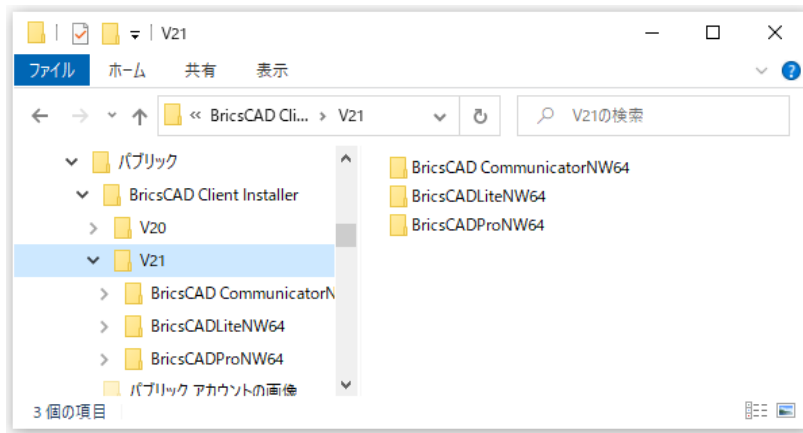 V21
ファイル ホーム 共有 表示
« BricsCAD Cli... › V21
V21の検索
パブリック
BricsCAD Client Installer
V20
V21
BricsCAD CommunicatorN
BricsCADLiteNW64
BricsCADProNW64
パブリック アカウントの画像
BricsCAD CommunicatorNW64
BricsCADLiteNW64
BricsCADProNW64
3 個の項目